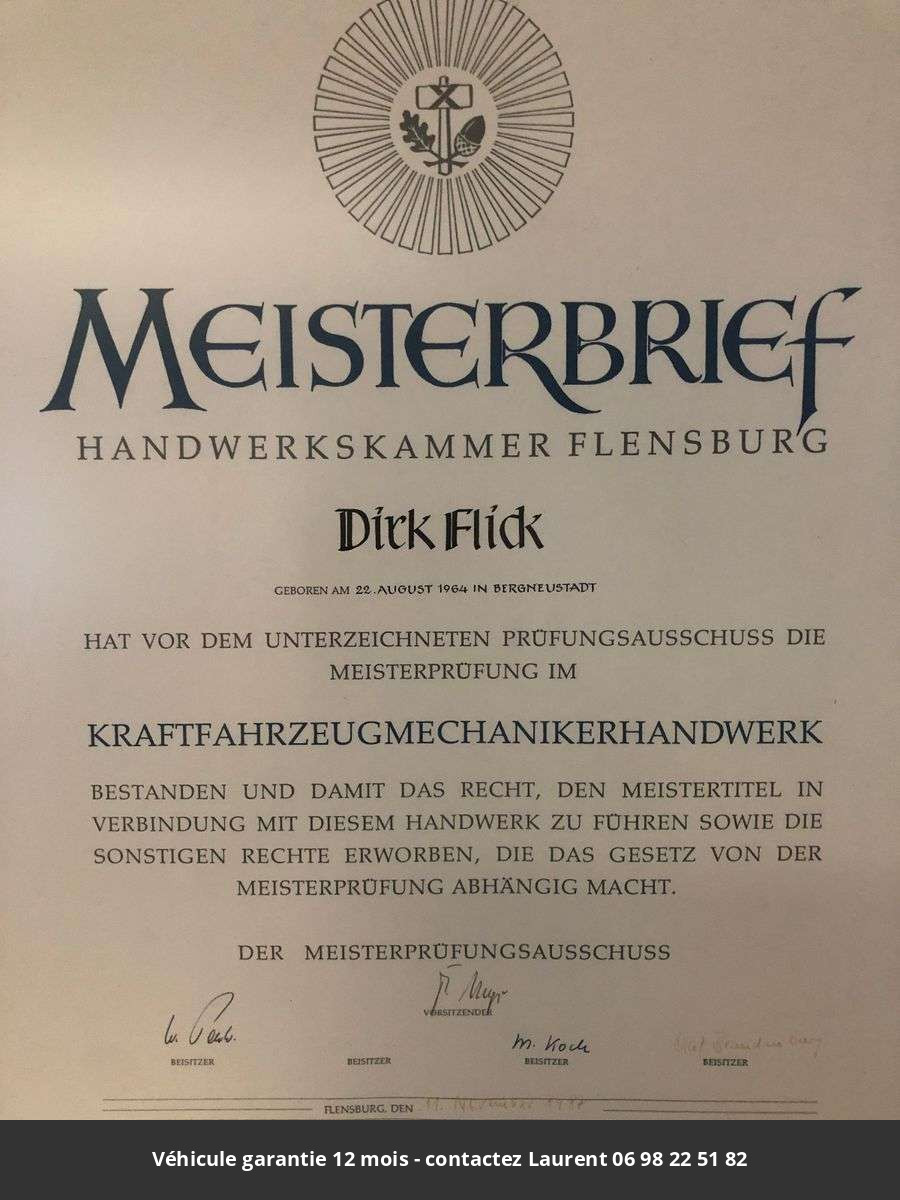 MEISTERBRIEF
HANDWERKSKAMMER FLENSBURG
Dirk Flick
GEBOREN AM 22. AUGUST 1964 IN BERGNEUSTADT
HAT VOR DEM UNTERZEICHNETEN PRÜFUNGSAUSSCHUSS DIE
MEISTERPRÜFUNG IM
KRAFTFAHRZEUGMECHANIKERHANDWERK
BESTANDEN UND DAMIT DAS RECHT, DEN MEISTERTITEL IN
VERBINDUNG MIT DIESEM HANDWERK ZU FÜHREN SOWIE DIE
SONSTIGEN RECHTE ERWORBEN, DIE DAS GESETZ VON DER
MEISTERPRÜFUNG ABHÄNGIG MACHT.
DER MEISTERPRÜFUNGSAUSSCHUSS
VORSITZENDER
M. Koch
BEISITZER BEISITZER BEISITZER BEISITZER
FLENSBURG, DEN November
Véhicule garantie 12 mois - contactez Laurent 06 98 22 51 82